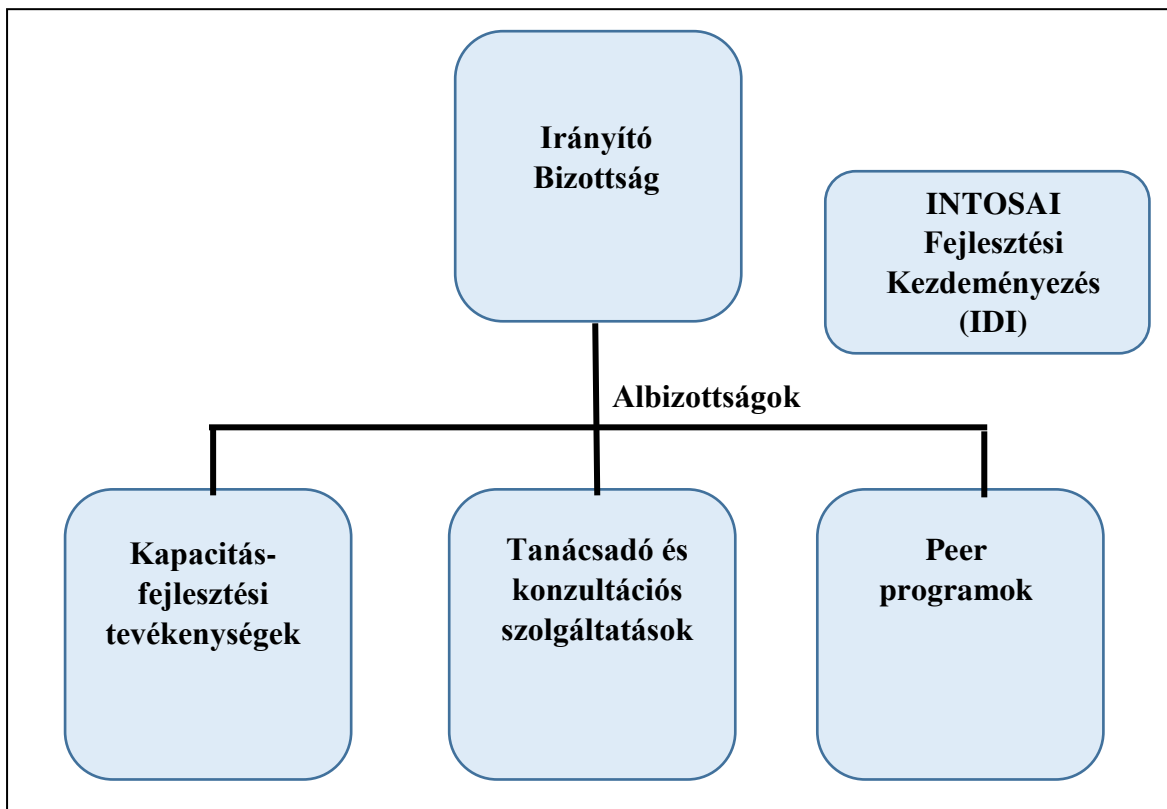 Irányító
Bizottság
INTOSAI
Fejlesztési
Kezdeményezés
(IDI)
Albizottságok
Kapacitás-
fejlesztési
tevékenységek
Tanácsadó és
konzultációs
szolgáltatások
Peer
programok